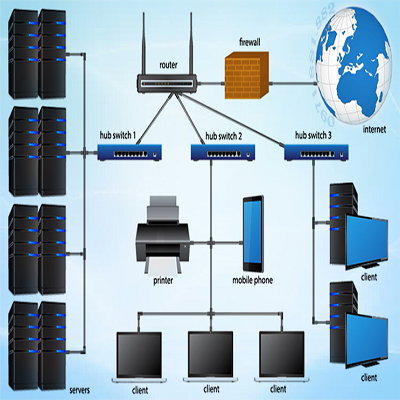 firewall
router
internet
hub switch 1
hub switch 2
hub switch 3
printer
mobile phone
client
client
servers
client
client
client